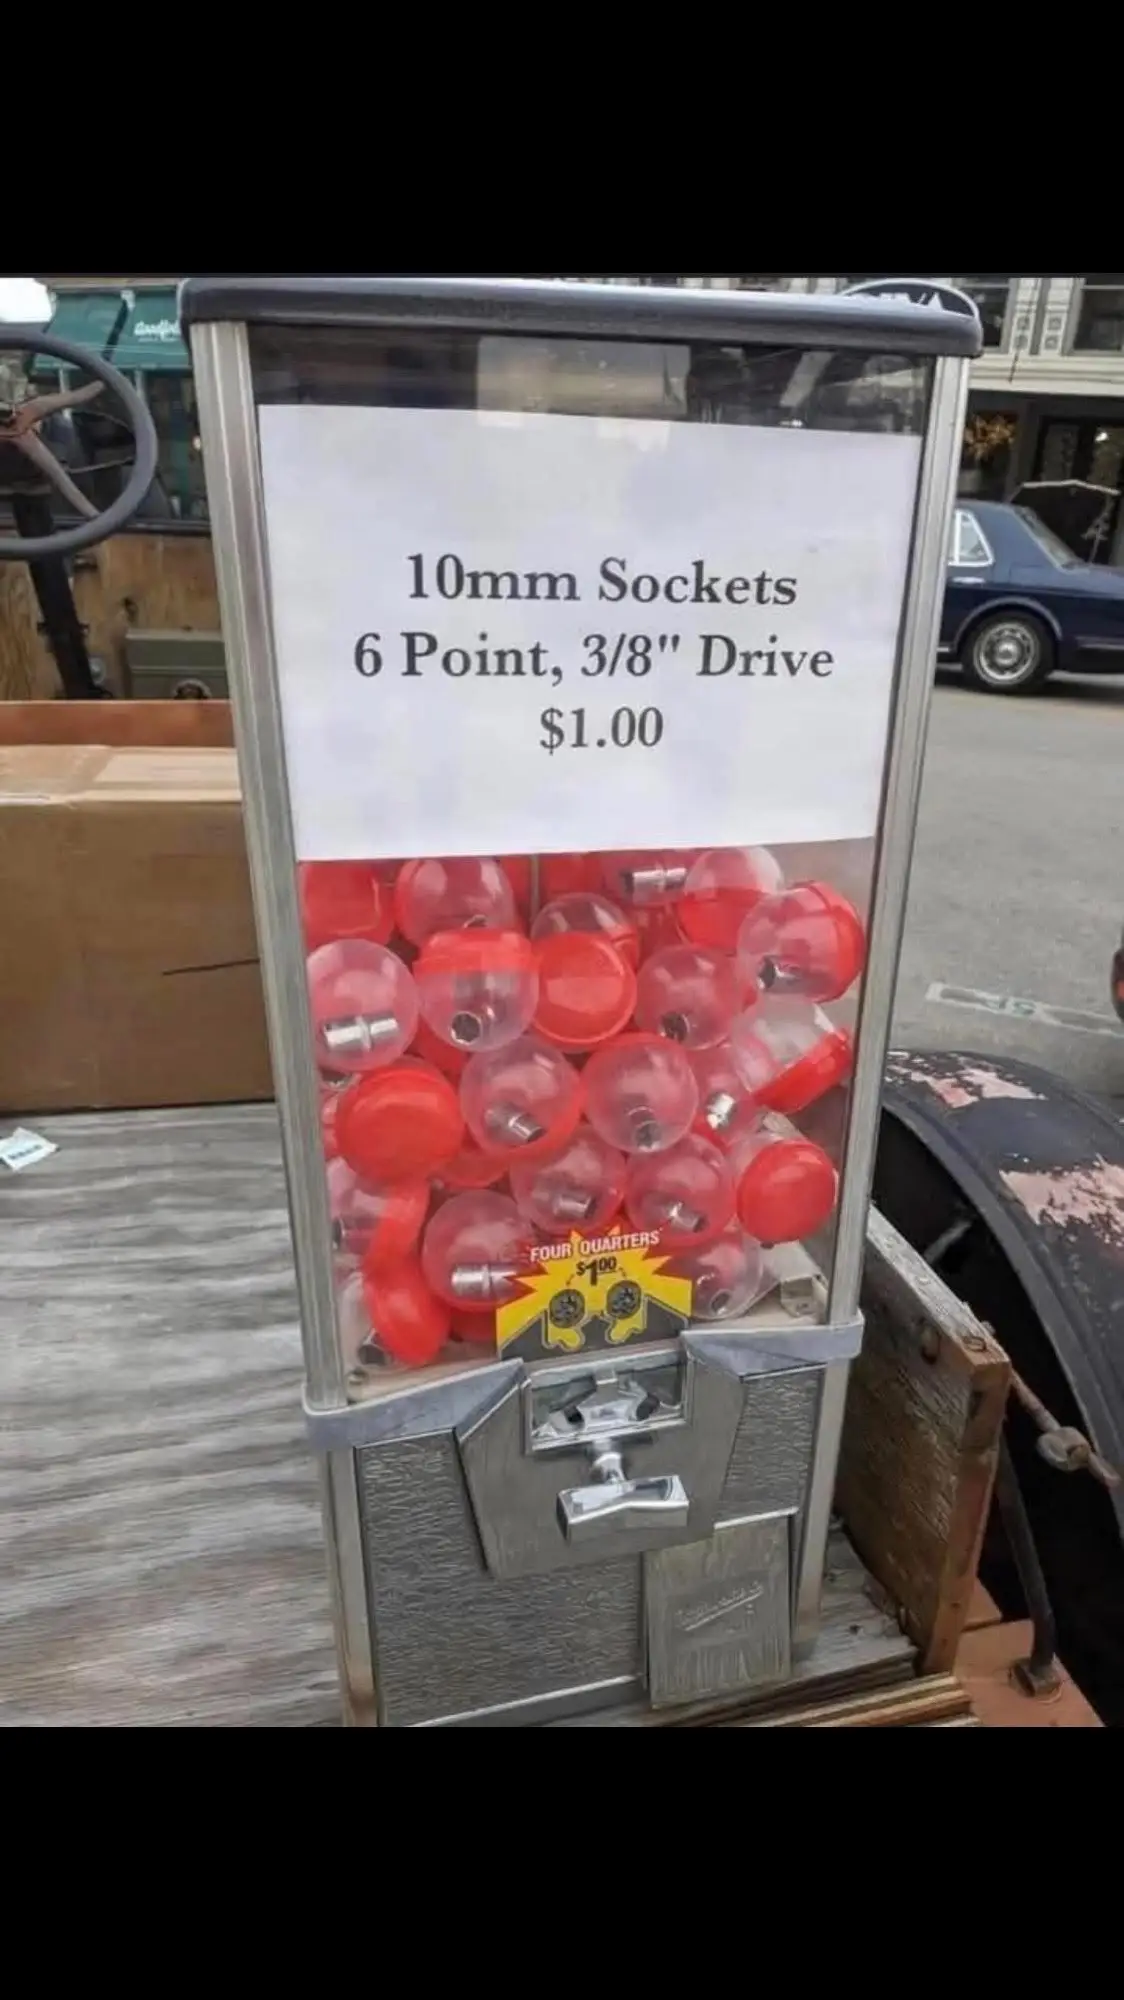 10mm Sockets
6 Point, 3/8" Drive
$1.00
FOUR QUARTERS
$1.00